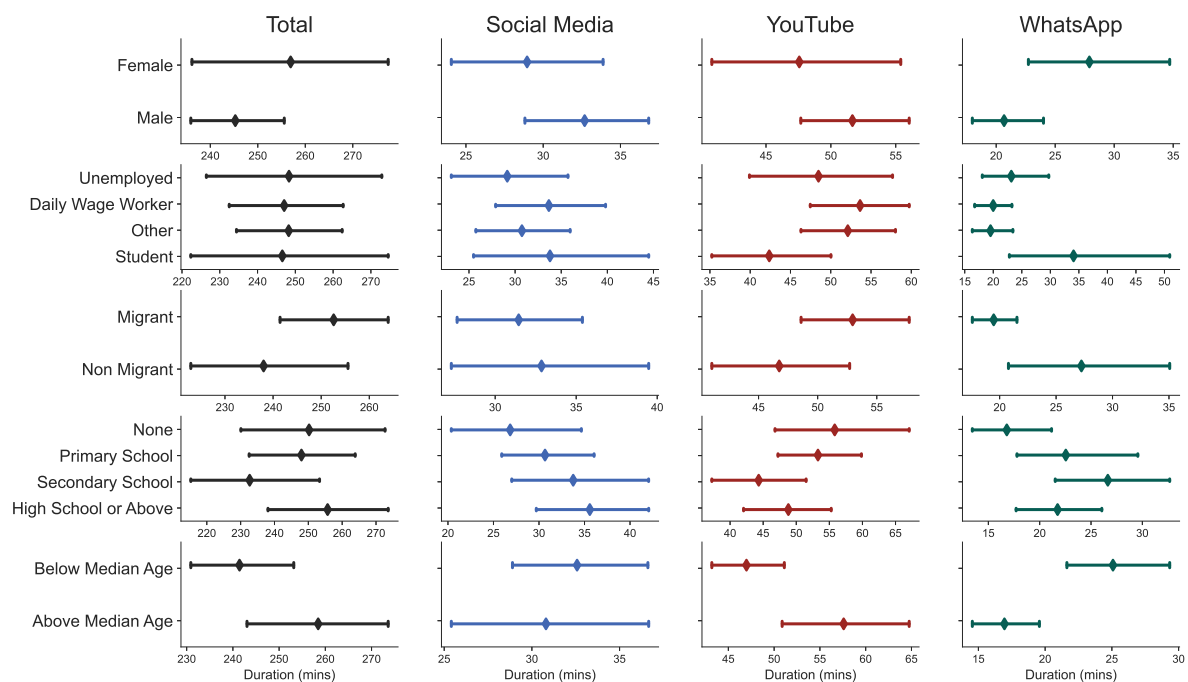 Total Social Media YouTube WhatsApp
Female
Male
240 250 260 270 25 30 35 45 50 55 20 25 30 35
Unemployed
Daily Wage Worker
Other
Student
220 230 240 250 260 270 25 30 35 40 45 35 40 45 50 55 60 15 20 25 30 35 40 45 50
Migrant
Non Migrant
230 240 250 260 30 35 40 45 50 55 20 25 30 35
None
Primary School
Secondary School
High School or Above
220 230 240 250 260 270 20 25 30 35 40 40 45 50 55 60 65 15 20 25 30
Below Median Age
Above Median Age
230 240 250 260 270 25 30 35 45 50 55 60 65 15 20 25 30
Duration (mins) Duration (mins) Duration (mins) Duration (mins)